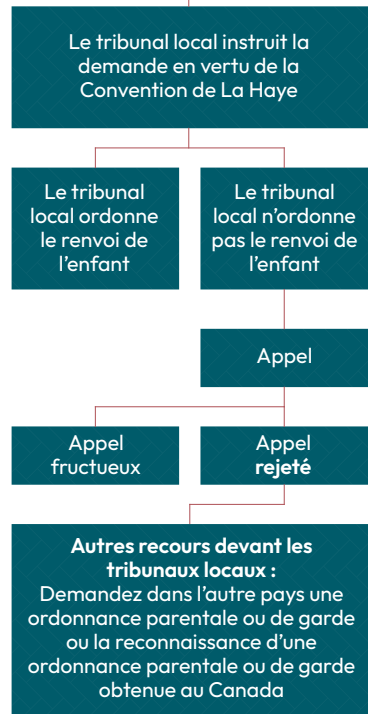 Le tribunal local instruit la
demande en vertu de la
Convention de La Haye
Le tribunal
local ordonne
le renvoi de
l’enfant
Le tribunal
local n’ordonne
pas le renvoi de
l’enfant
Appel
Appel
fructueux
Appel
rejeté
Autres recours devant les
tribunaux locaux :
Demandez dans l’autre pays une
ordonnance parentale ou de garde
ou la reconnaissance d’une
ordonnance parentale ou de garde
obtenue au Canada